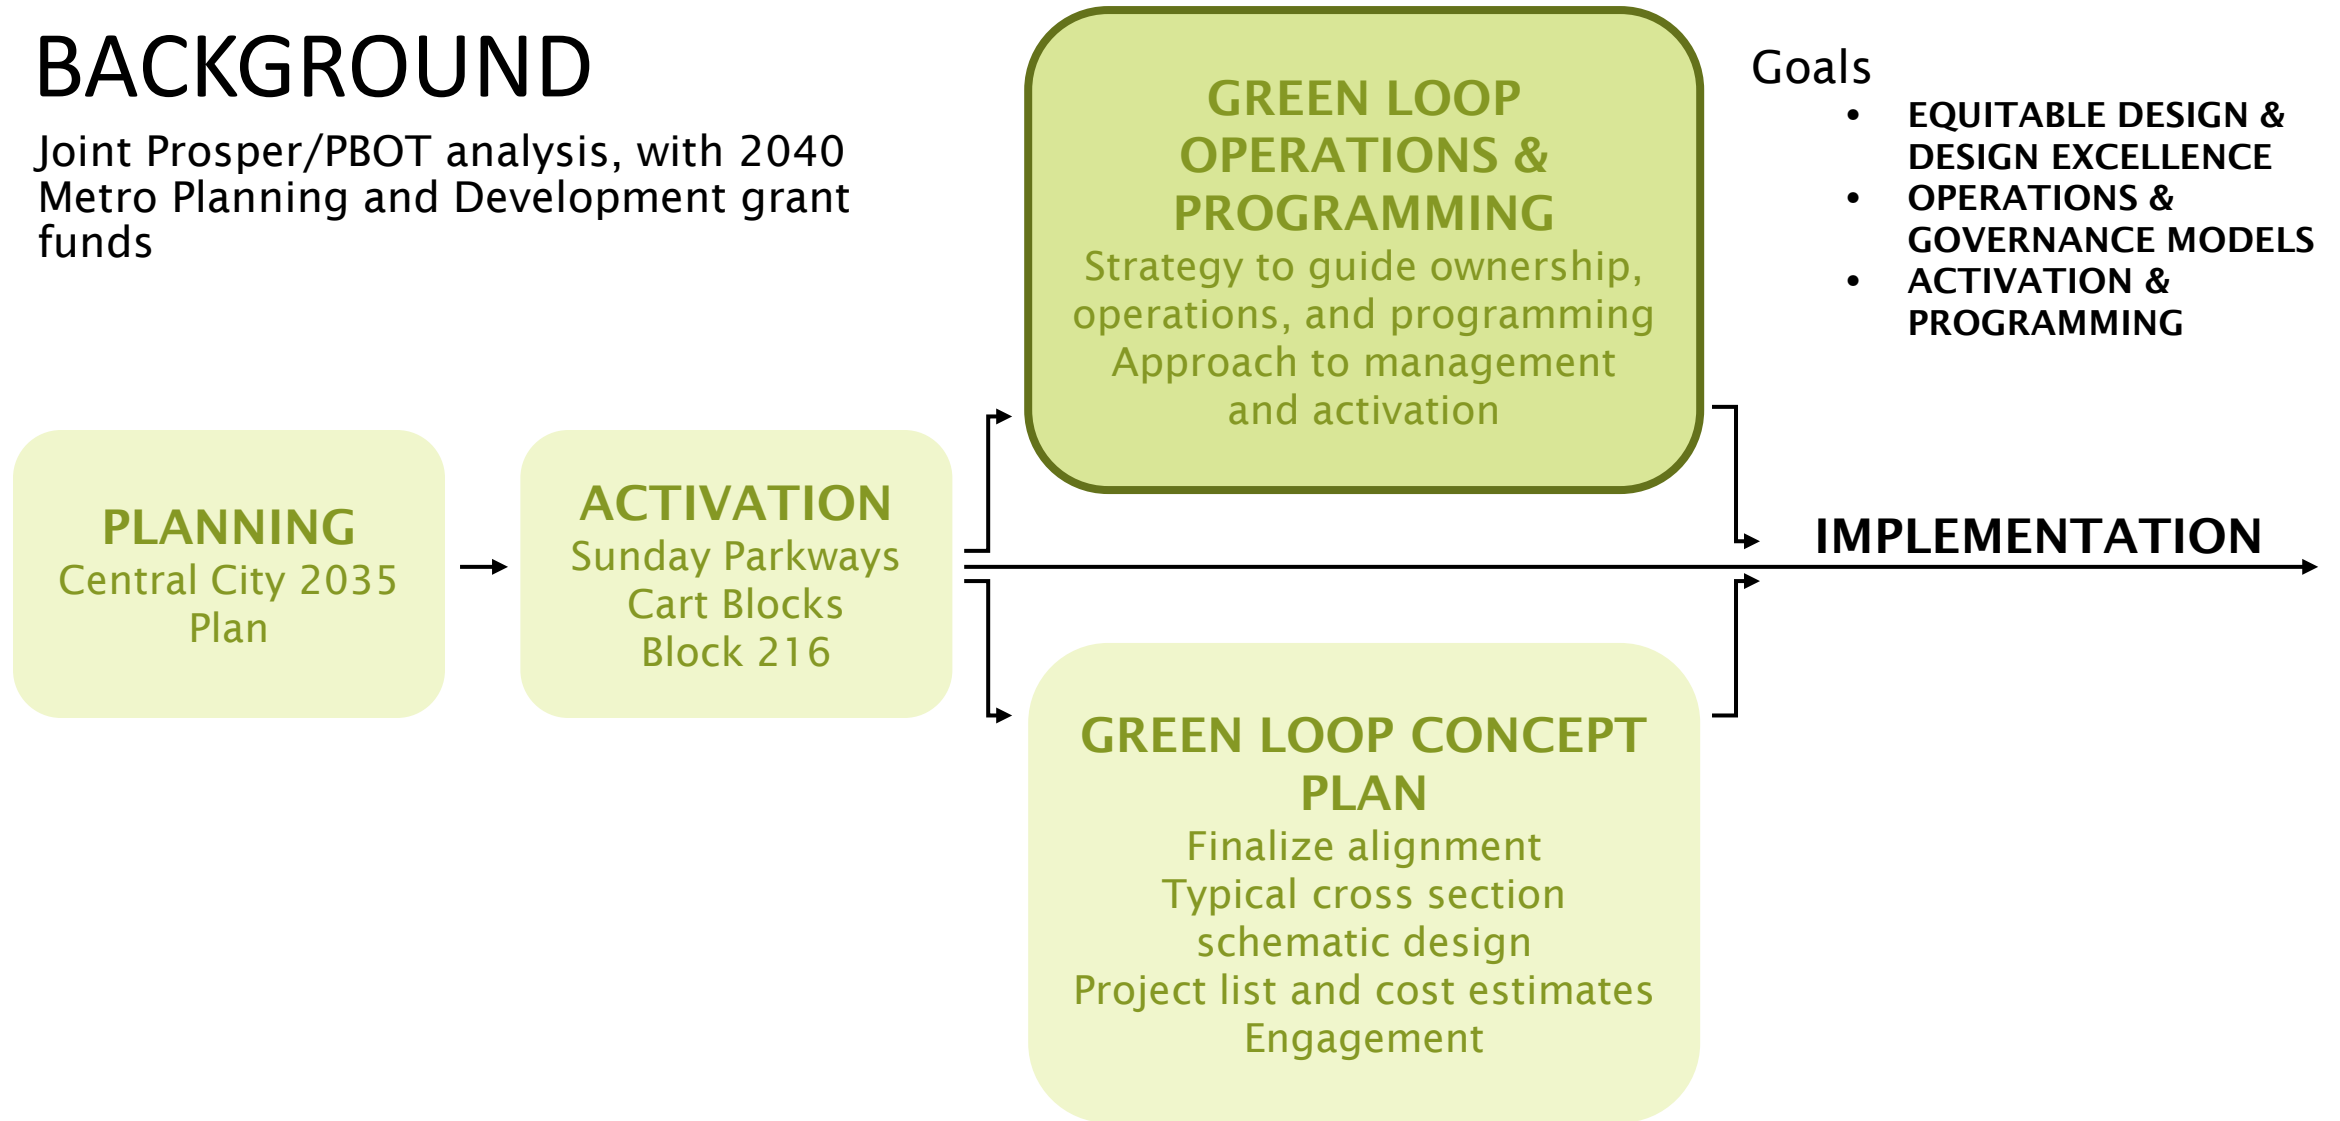 BACKGROUND
Joint Prosper/PBOT analysis, with 2040
Metro Planning and Development grant
funds
PLANNING
Central City 2035
Plan
ACTIVATION
Sunday Parkways
Cart Blocks
Block 216
GREEN LOOP
OPERATIONS &
PROGRAMMING
Strategy to guide ownership,
operations, and programming
Approach to management
and activation
GREEN LOOP CONCEPT
PLAN
Finalize alignment
Typical cross section
schematic design
Project list and cost estimates
Engagement
Goals
• EQUITABLE DESIGN &
DESIGN EXCELLENCE
• OPERATIONS &
GOVERNANCE MODELS
• ACTIVATION &
PROGRAMMING
IMPLEMENTATION